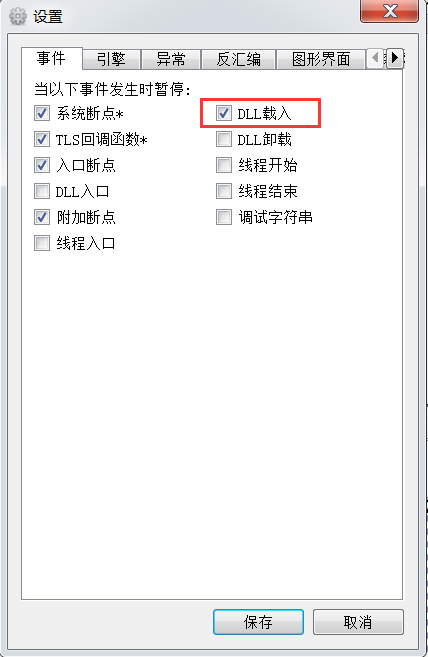 设置
事件 引擎 异常 反汇编 图形界面
当以下事件发生时暂停:
系统断点* DLL载入
TLS回调函数* DLL卸载
入口断点 线程开始
DLL入口 线程结束
附加断点 调试字符串
线程入口
保存 取消